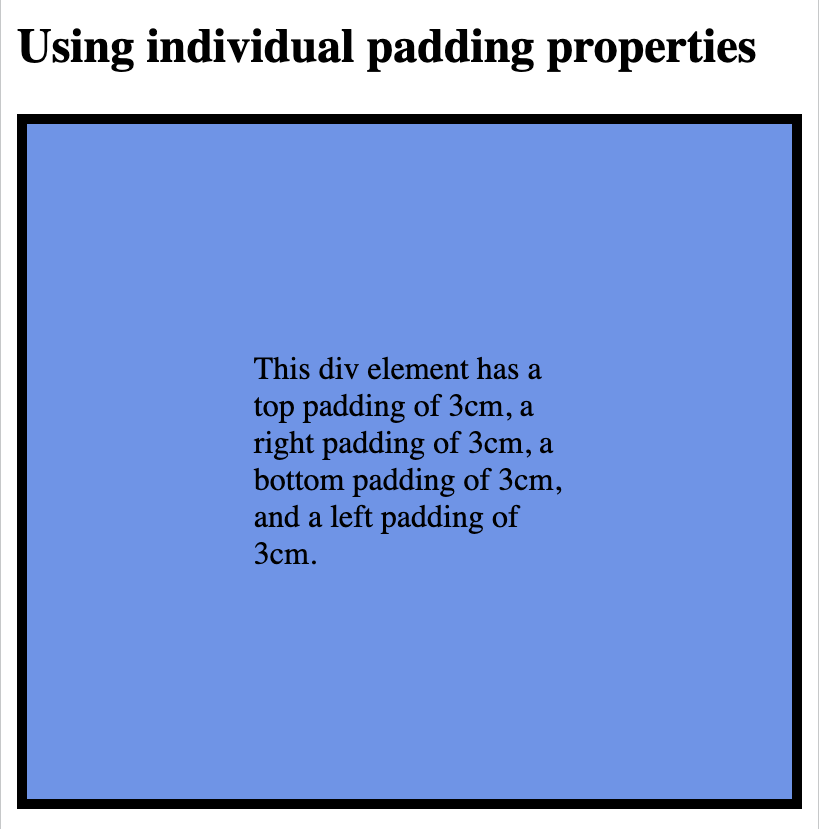 Using individual padding properties
This div element has a
top padding of 3cm, a
right padding of 3cm, a
bottom padding of 3cm,
and a left padding of
3cm.